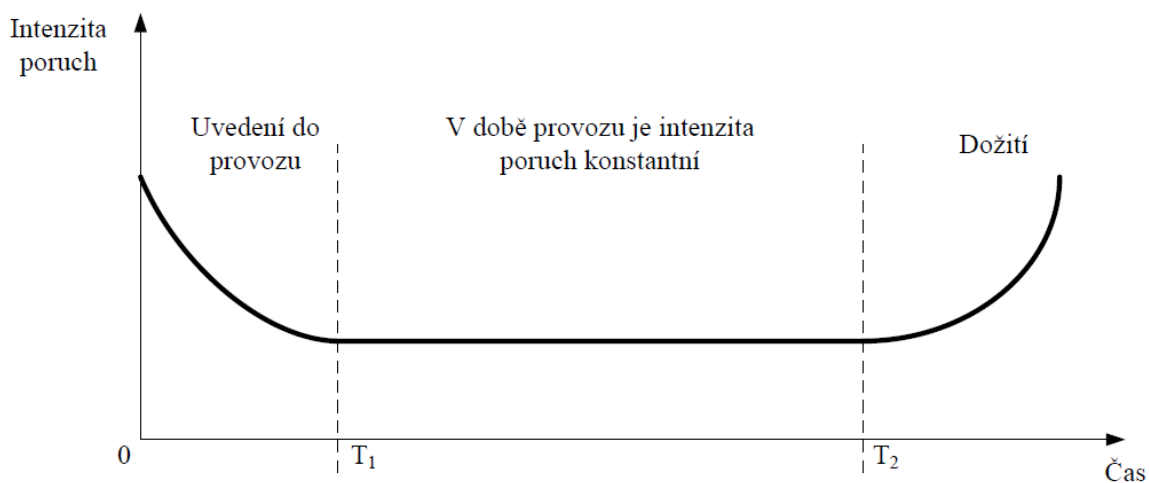 Intenzita
poruch
Uvedení do
provozu
V době provozu je intenzita
poruch konstantní
Dožití
0
T₁
T₂
Čas